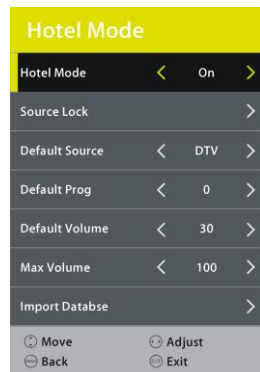 Hotel Mode
Hotel Mode < On >
Source Lock >
Default Source < DTV >
Default Prog < 0 >
Default Volume < 30 >
Max Volume < 100 >
Import Databse >
Move Adjust
Back Exit